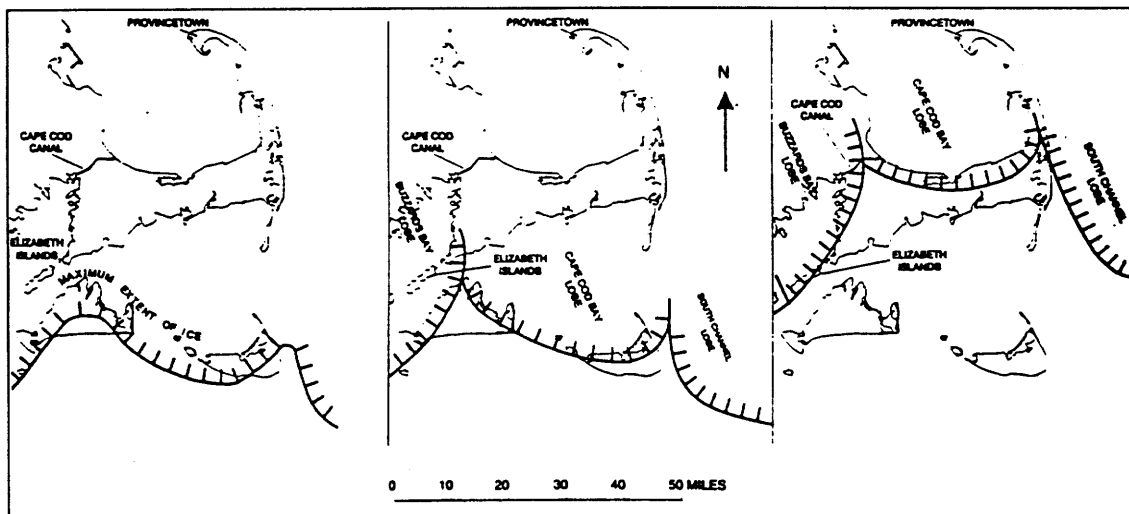 PROVINCETOWN
CAPE COD
CANAL
ELIZABETH
ISLANDS
MAXIMUM EXTENT OF ICE
PROVINCETOWN
CAPE COD
CANAL
BUZZARDS BAY
LOBE
ELIZABETH
ISLANDS
CAPE COD BAY
LOBE
SOUTH CHANNEL
LOBE
N
PROVINCETOWN
CAPE COD
CANAL
CAPE COD BAY
LOBE
BUZZARDS BAY
LOBE
SOUTH CHANNEL
LOBE
ELIZABETH
ISLANDS
0 10 20 30 40 50 MILES